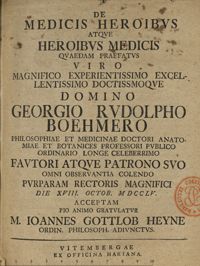 DE
MEDICIS HEROIBVS
ATQVE
HEROIBVS MEDICIS
QVAEDAM PRAEFATVS
VIRO
MAGNIFICO EXPERIENTISSIMO EXCEL-
LENTISSIMO DOCTISSIMOQVE
DOMINO
GEORGIO RVDOLPHO
BOEHMERO
PHILOSOPHIAE ET MEDICINAE DOCTORI ANATO-
MIAE ET BOTANICES PROFESSORI PVBLICO
ORDINARIO LONGE CELEBERRIMO
FAVTORI ATQVE PATRONO SVO
OMNI OBSERVANTIA COLENDO
PVRPVRAM RECTORIS MAGNIFICI
DIE XVIII. OCTOB. MDCCLV.
ACCEPTAM
PIO ANIMO GRATVLATVR
M. IOANNES GOTTLOB HEYNE
ORDIN. PHILOSOPH. ADIVNCTVS.
VITEMBERGAE
EX OFFICINA HAKIANA.